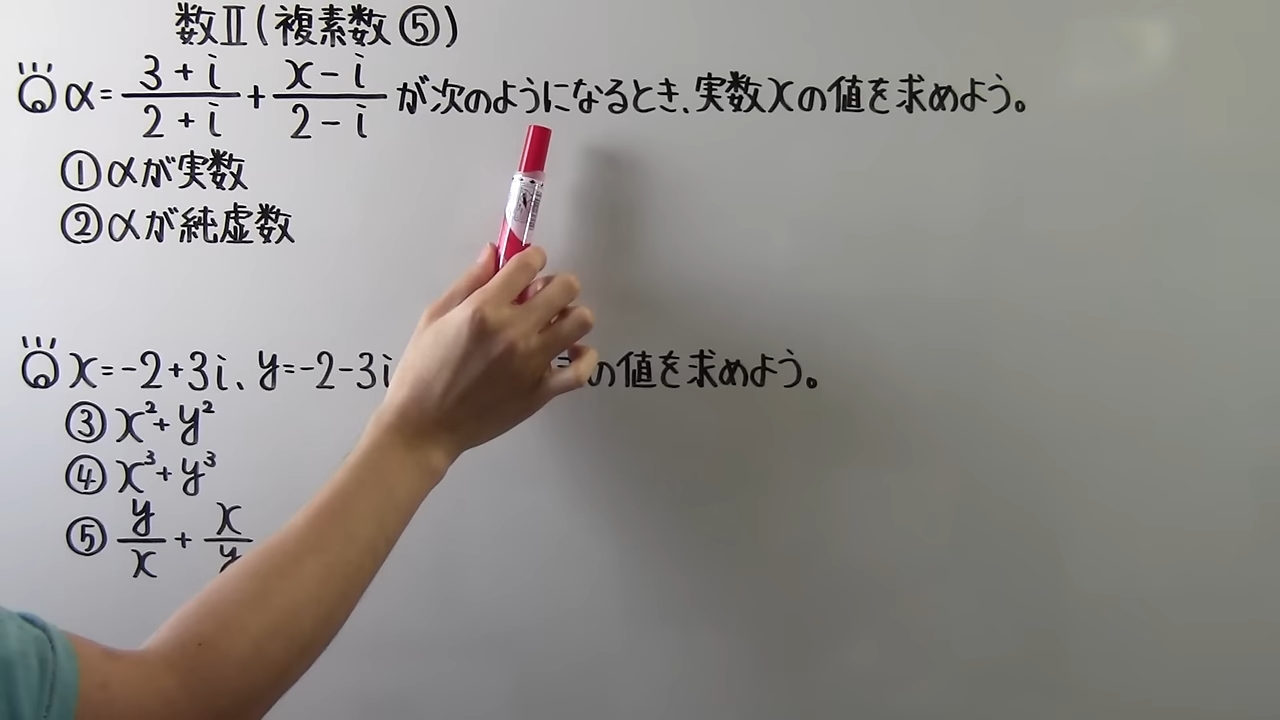 数Ⅱ(複素数⑤)
α = (3+i)/(2+i) + (x-i)/(2-i) が次のようになるとき、実数xの値を求めよう。
①αが実数
②αが純虚数
x=-2+3i、y=-2-3i の値を求めよう。
③x²+y²
④x³+y³
⑤y/x + x/y